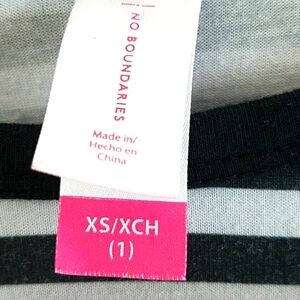 NO BOUNDARIES
Made in/
Hecho en
China
XS/XCH
(1)